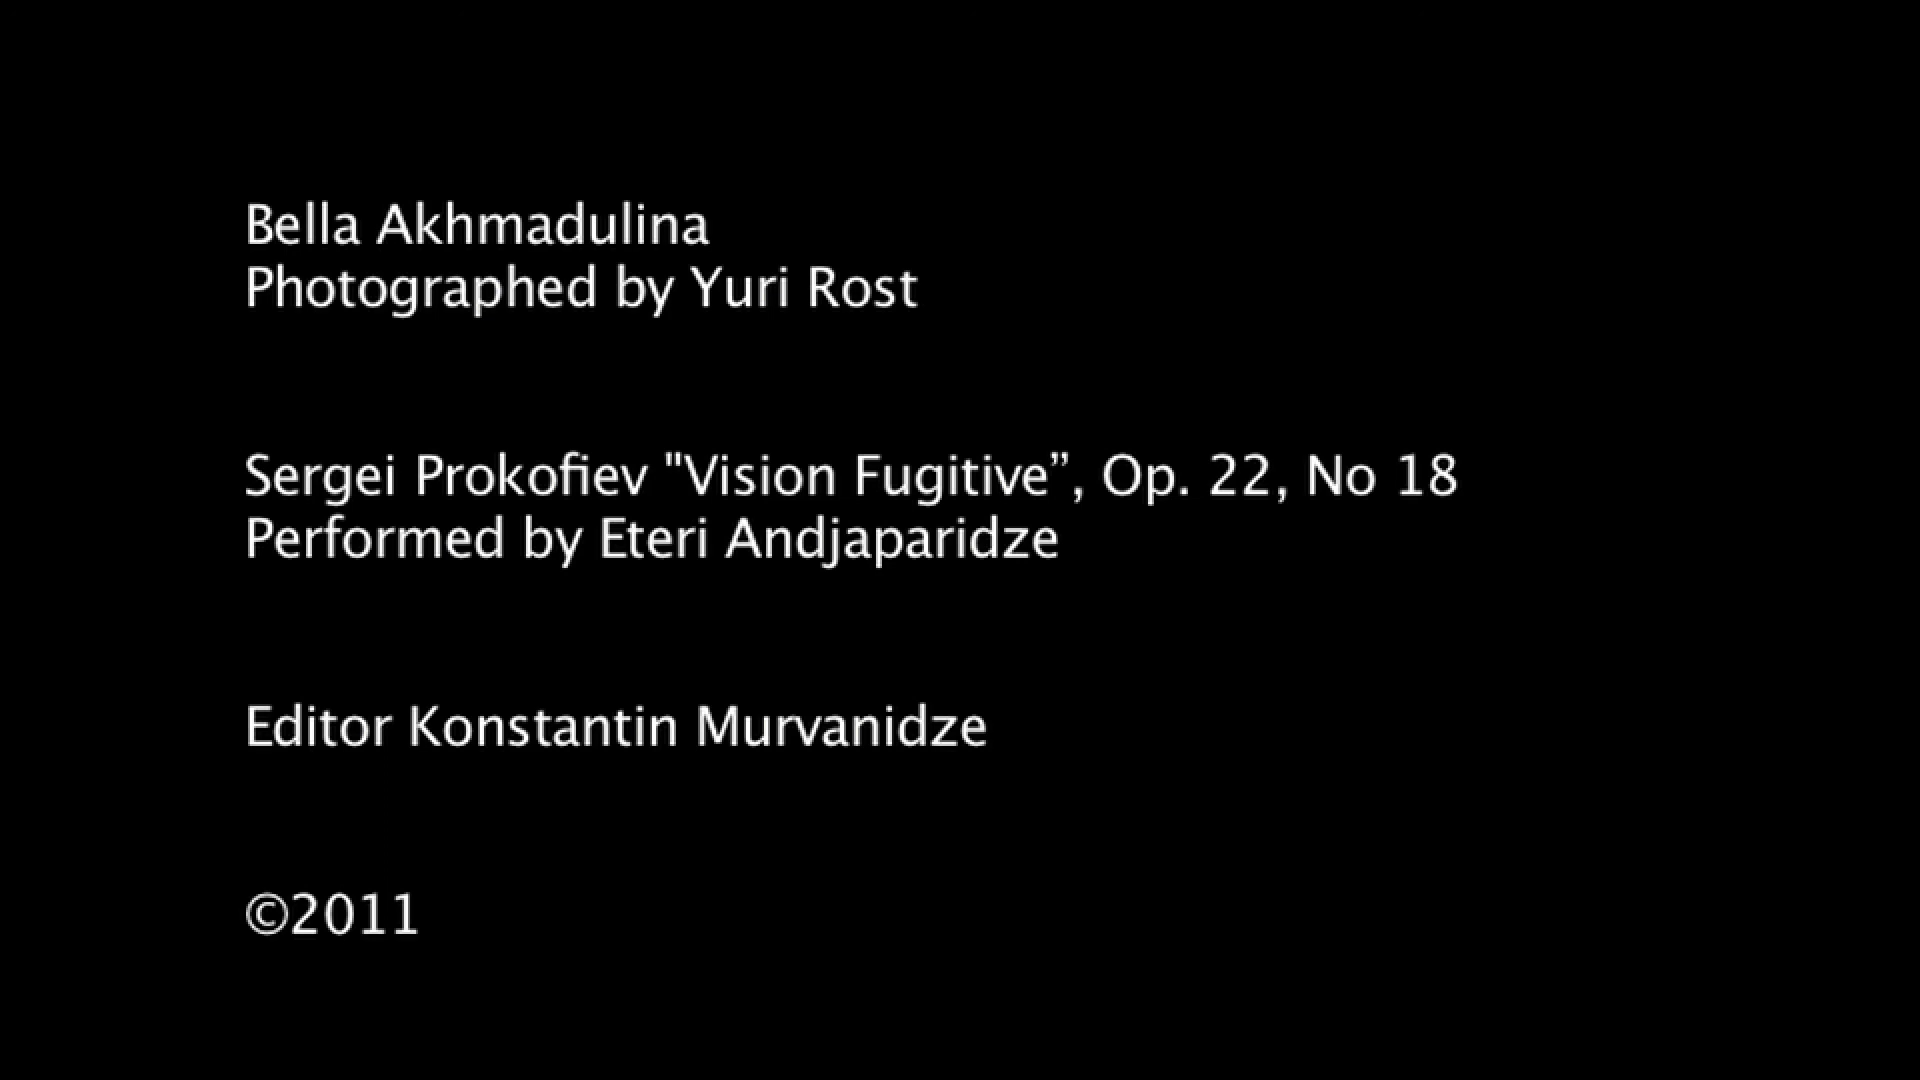 Bella Akhmadulina
Photographed by Yuri Rost
Sergei Prokofiev "Vision Fugitive”, Op. 22, No 18
Performed by Eteri Andjaparidze
Editor Konstantin Murvanidze
©2011